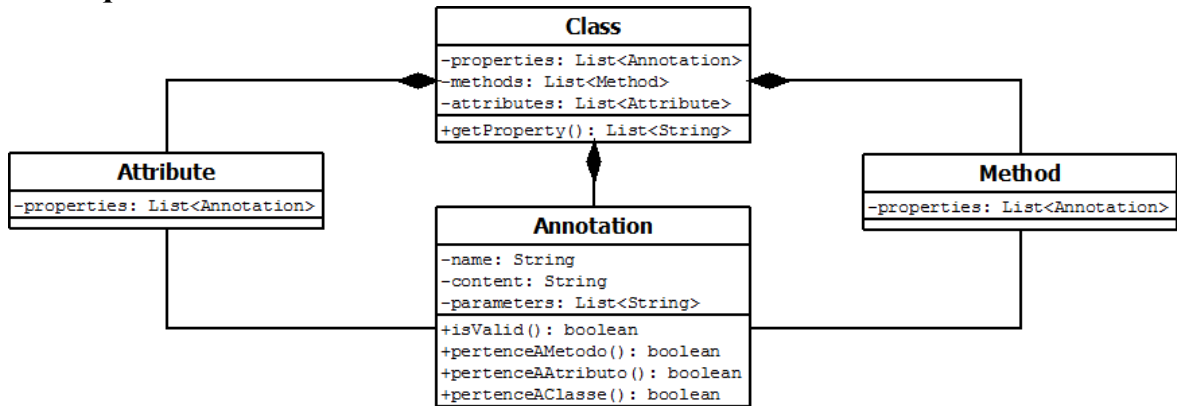 Class
-properties: List<Annotation>
-methods: List<Method>
-attributes: List<Attribute>
+getProperty(): List<String>
Attribute
-properties: List<Annotation>
Method
-properties: List<Annotation>
Annotation
-name: String
-content: String
-parameters: List<String>
+isValid(): boolean
+pertenceAMetodo(): boolean
+pertenceAAtributo(): boolean
+pertenceAClasse(): boolean